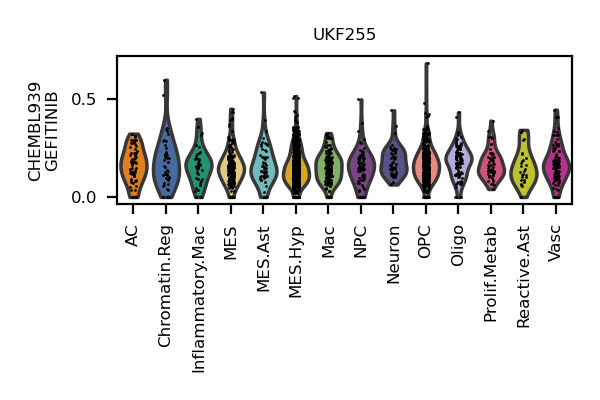 UKF255
CHEMBL939
GEFITINIB
0.5
0.0
AC
Chromatin.Reg
Inflammatory.Mac
MES
MES.Ast
MES.Hyp
Mac
NPC
Neuron
OPC
Oligo
Prolif.Metab
Reactive.Ast
Vasc